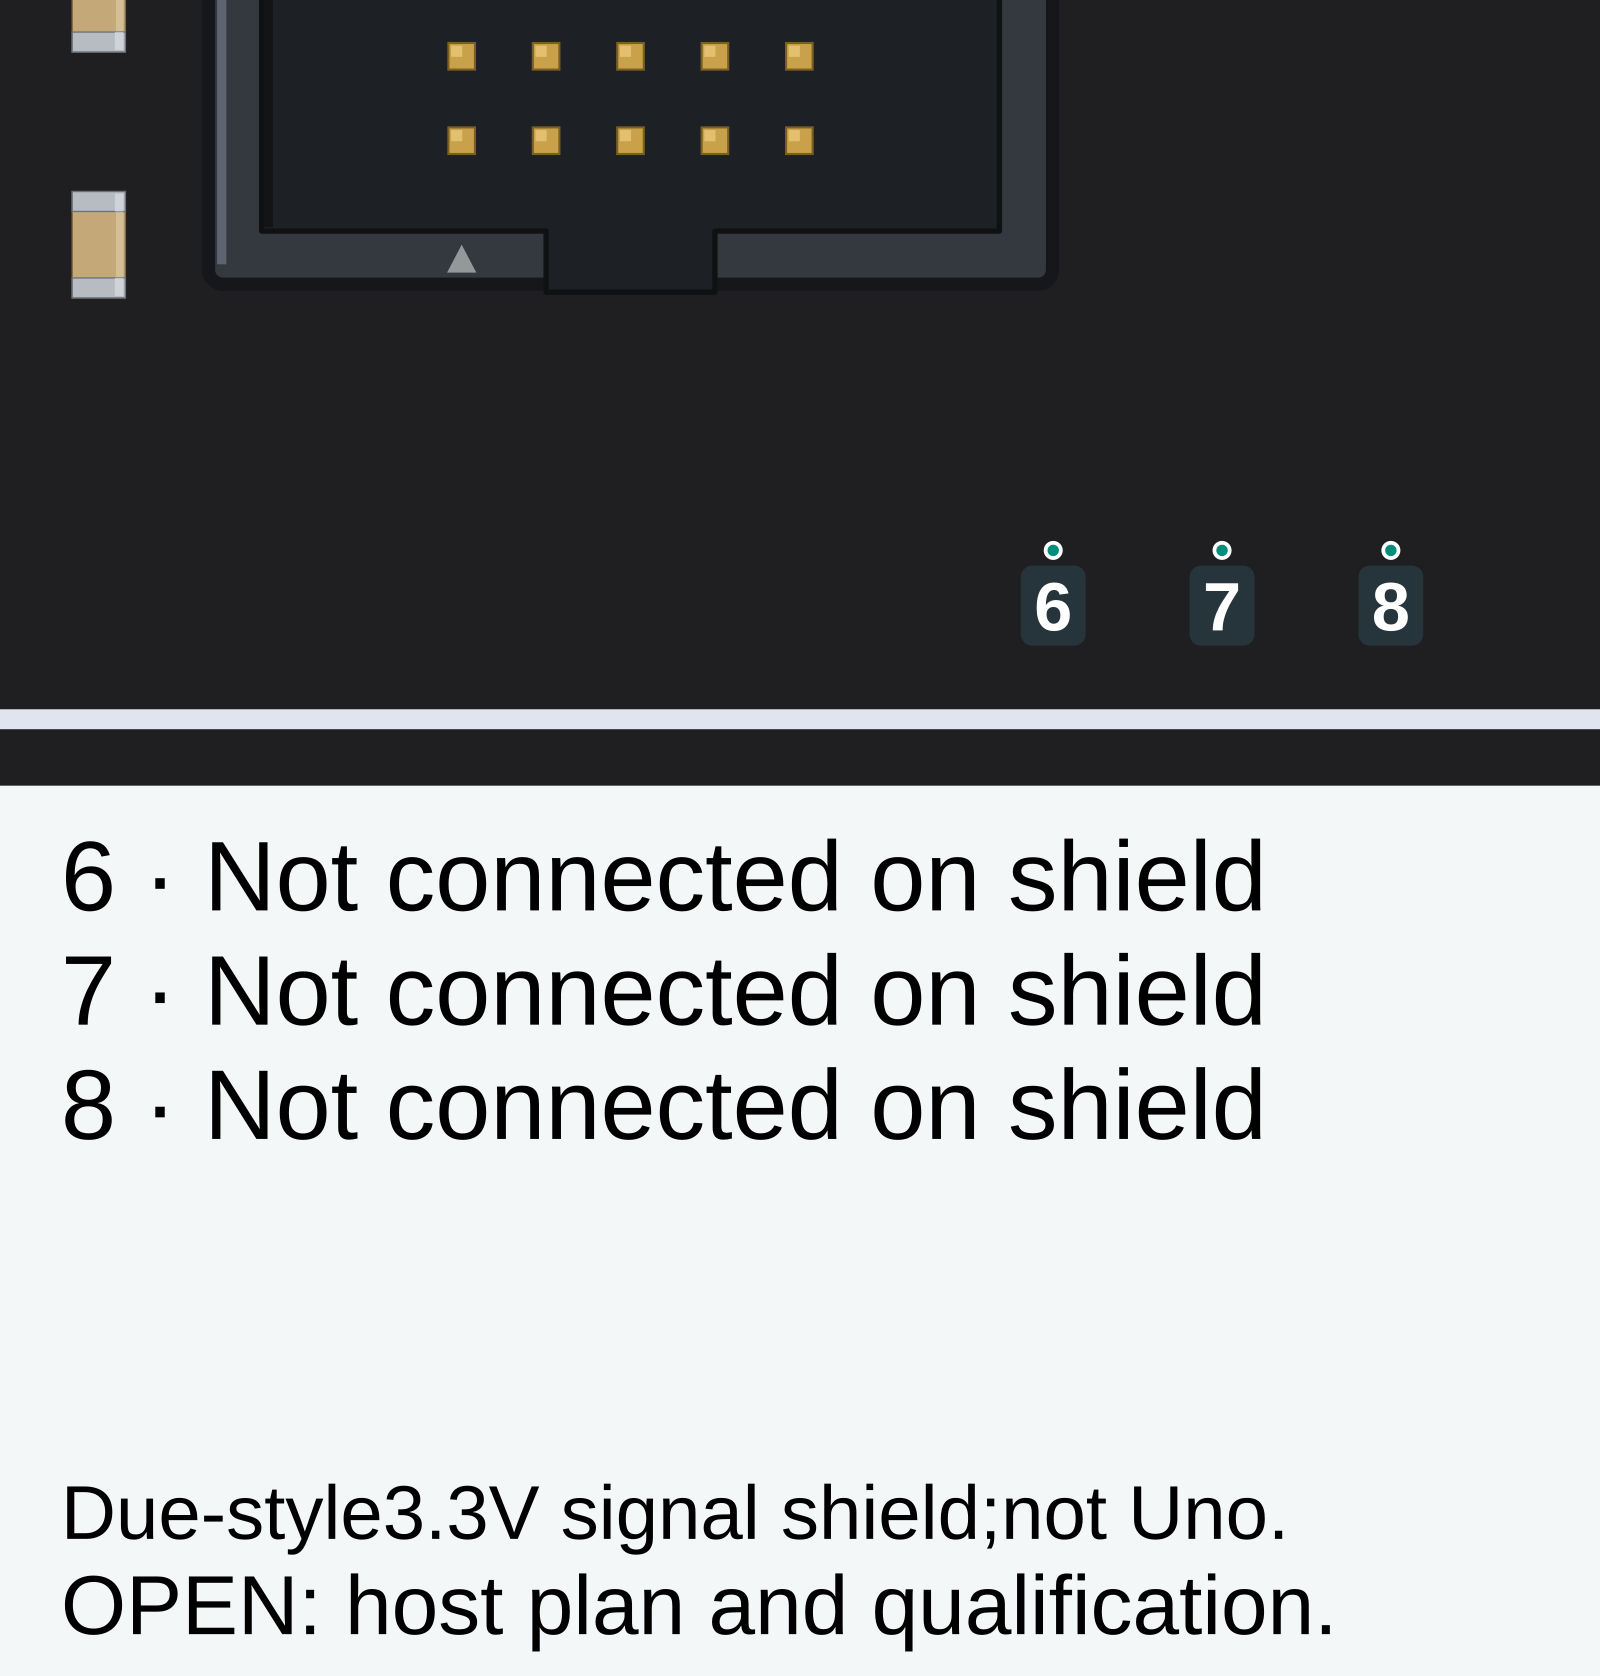 6 7 8
6 · Not connected on shield
7 · Not connected on shield
8 · Not connected on shield
Due-style3.3V signal shield;not Uno.
OPEN: host plan and qualification.